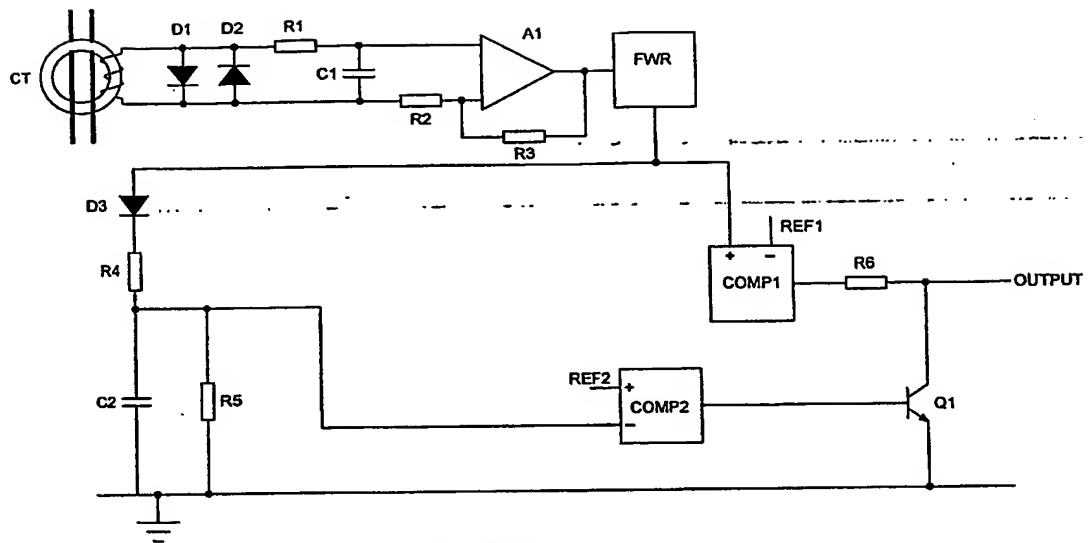 D1 D2 R1 A1
CT C1 FWR
R2
R3
D3
REF1
+ −
R4 COMP1 R6 OUTPUT
REF2 +
C2 R5 COMP2 Q1
−